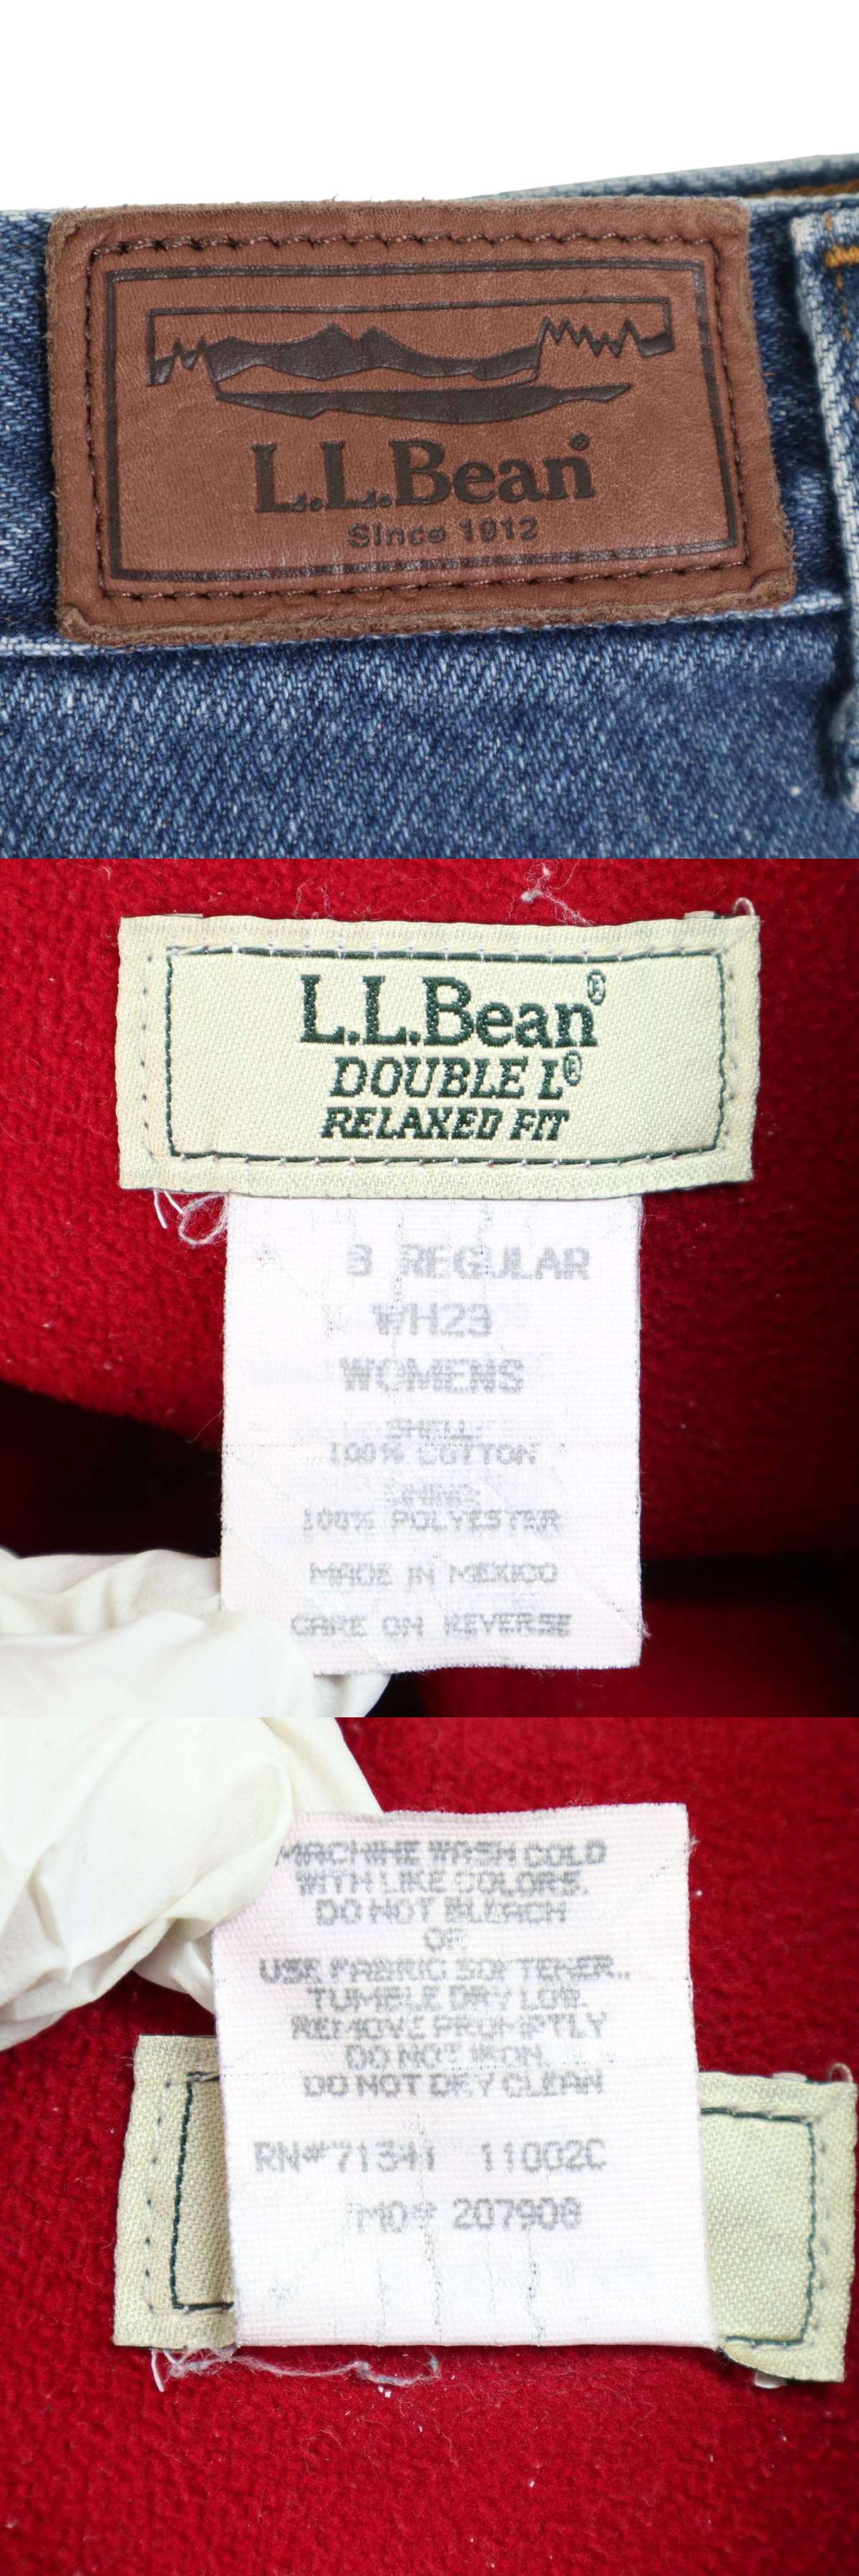 L.L.Bean®
Since 1912
L.L.Bean®
DOUBLE L®
RELAXED FIT
REGULAR
WH23
WOMENS
SHELL:
100% COTTON
LINING:
100% POLYESTER
MADE IN MEXICO
CARE ON REVERSE
MACHINE WASH COLD
WITH LIKE COLORS.
DO NOT BLEACH
OR
USE FABRIC SOFTENER.
TUMBLE DRY LOW.
REMOVE PROMPTLY
DO NOT IRON.
DO NOT DRY CLEAN
RN#71341 11002C
MO# 207908